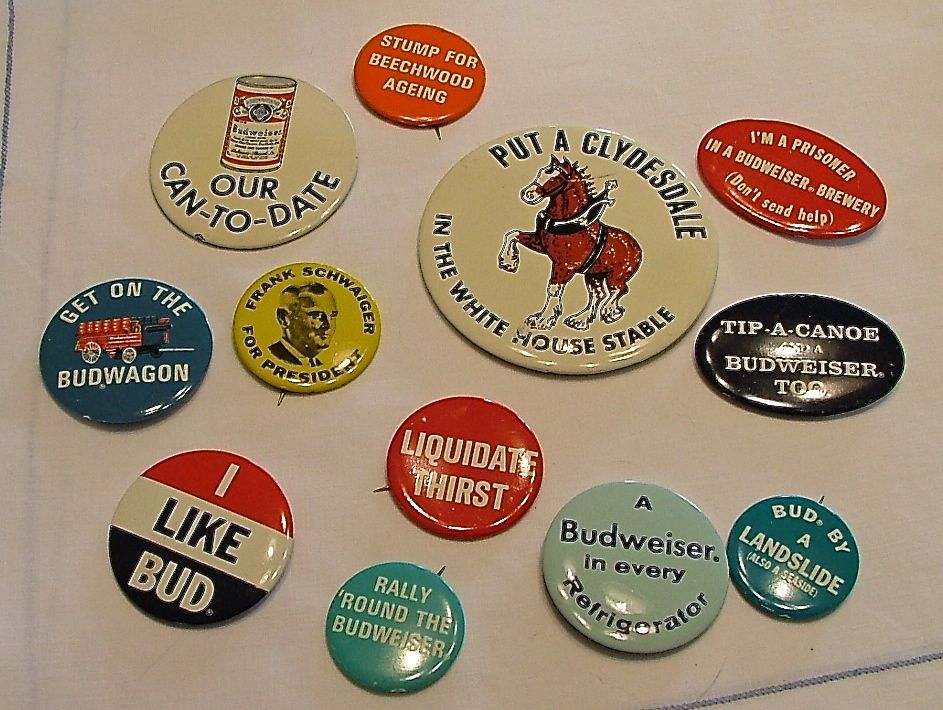 STUMP FOR
BEECHWOOD
AGEING
Budweiser
OUR
CAN-TO-DATE
PUT A CLYDESDALE
IN THE WHITE HOUSE STABLE
I'M A PRISONER
IN A BUDWEISER® BREWERY
(Don't send help)
GET ON THE
BUDWAGON
FRANK SCHWAIGER
FOR PRESIDENT
TIP-A-CANOE
AND A
BUDWEISER®
TOO
LIQUIDATE
THIRST
I
LIKE
BUD®
A
Budweiser.
in every
Refrigerator
BUD® BY
A
LANDSLIDE
(ALSO A SEASIDE)
RALLY
'ROUND THE
BUDWEISER